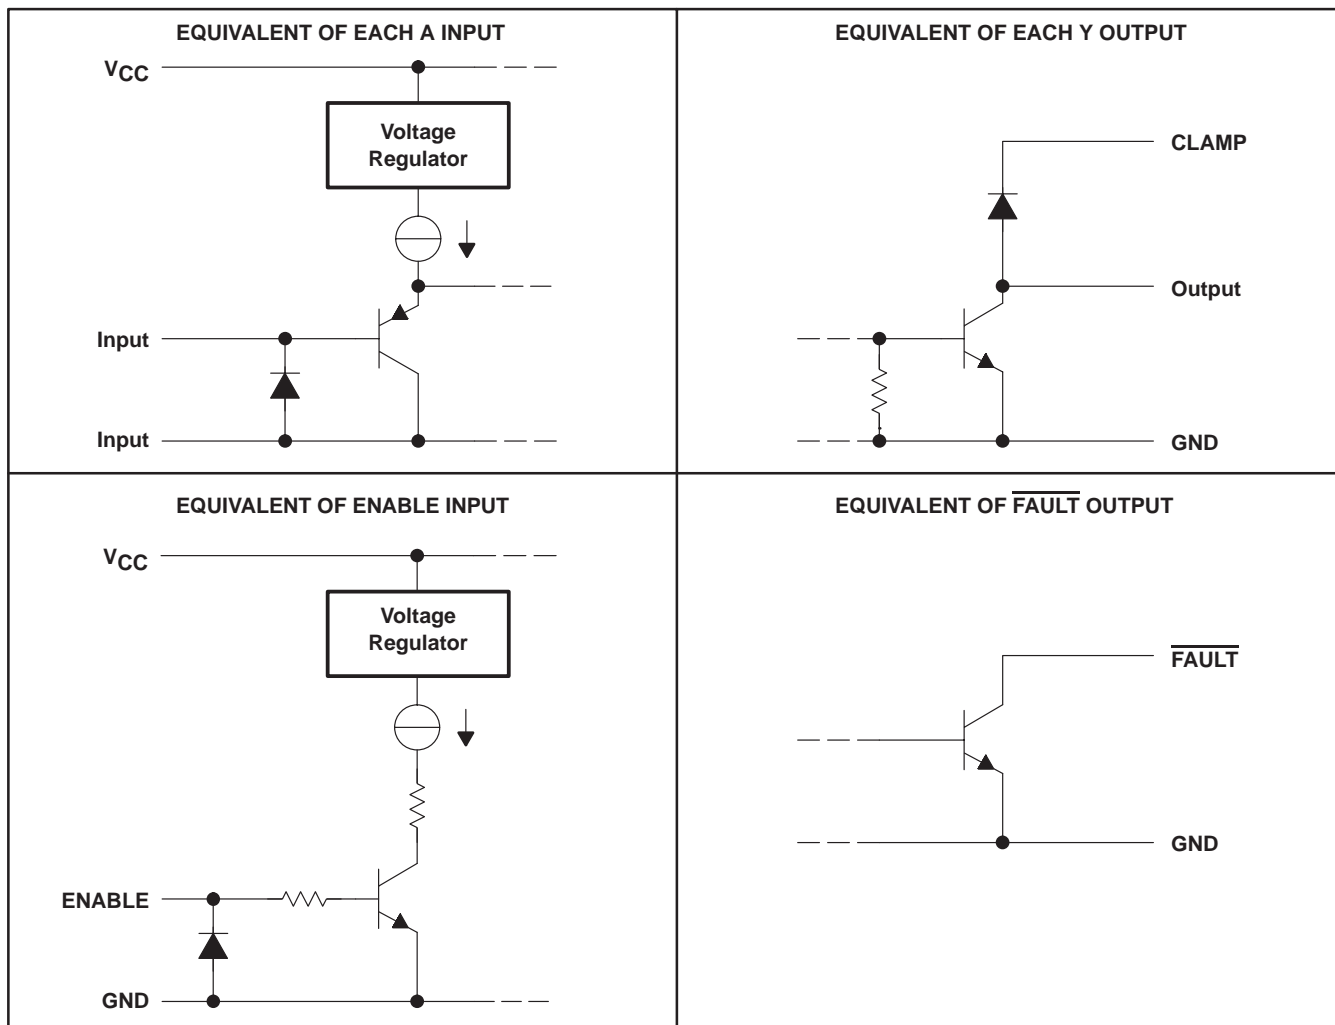 EQUIVALENT OF EACH A INPUT
VCC
Voltage
Regulator
Input
Input
EQUIVALENT OF EACH Y OUTPUT
CLAMP
Output
GND
EQUIVALENT OF ENABLE INPUT
VCC
Voltage
Regulator
ENABLE
GND
EQUIVALENT OF FAULT OUTPUT
FAULT
GND